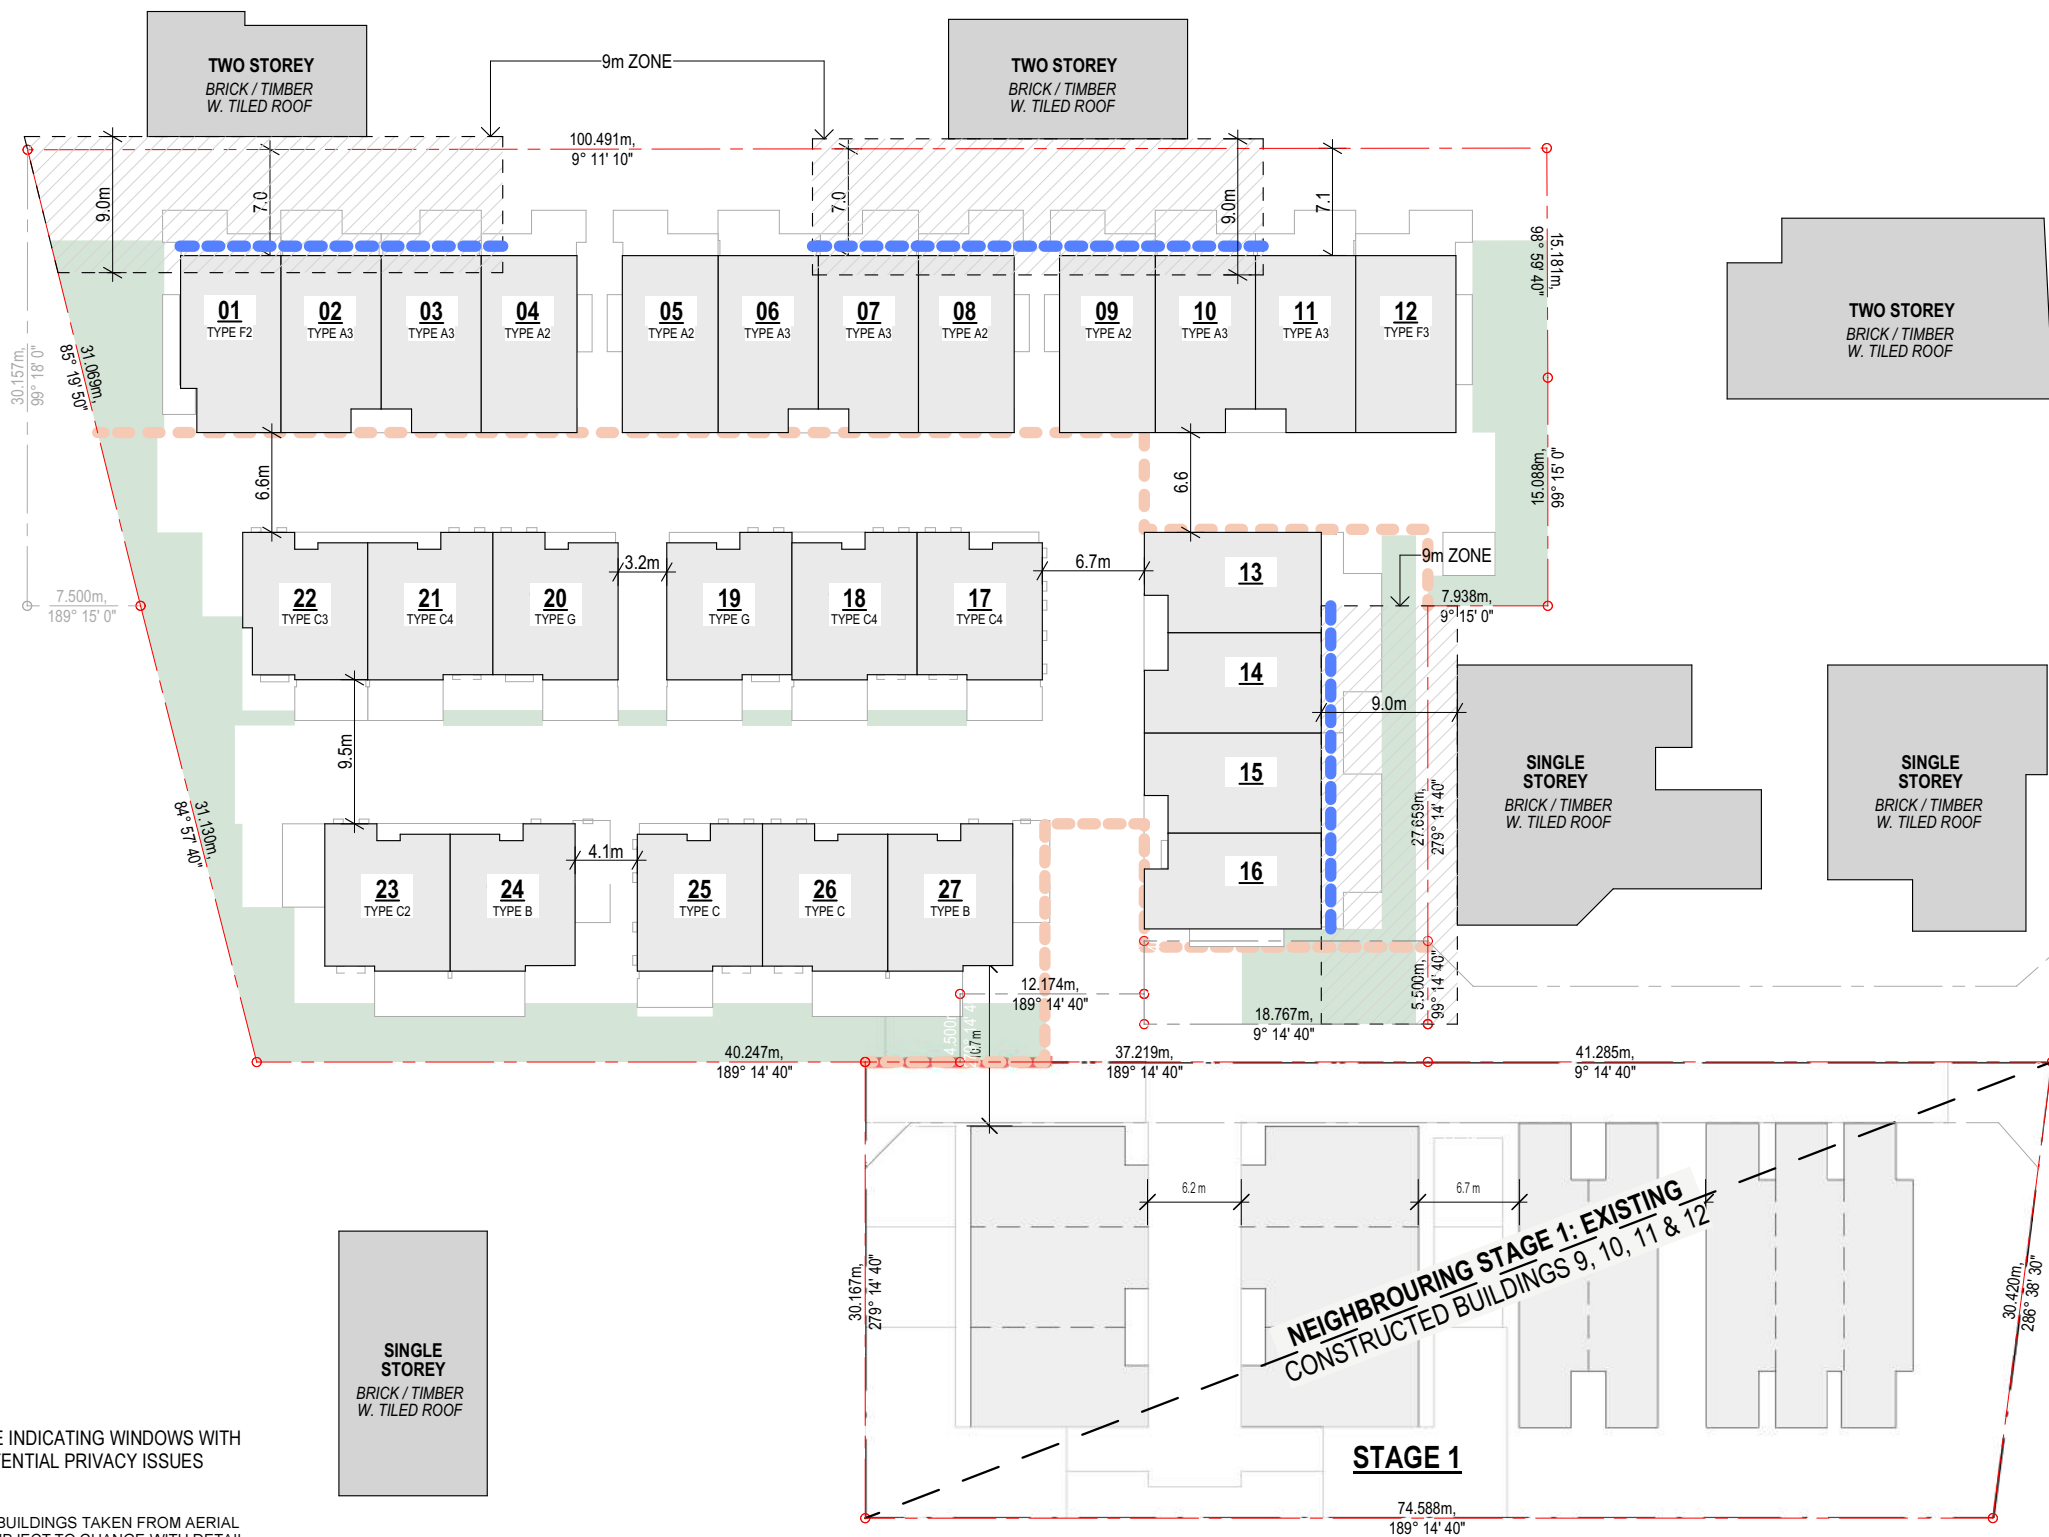 TWO STOREY
BRICK / TIMBER
W. TILED ROOF
9m ZONE
TWO STOREY
BRICK / TIMBER
W. TILED ROOF
100.491m,
9° 11' 10"
9.0m
7.0
7.0
9.0m
7.1
15.181m,
98° 59' 40"
TWO STOREY
BRICK / TIMBER
W. TILED ROOF
01
TYPE F2
02
TYPE A3
03
TYPE A3
04
TYPE A2
05
TYPE A2
06
TYPE A3
07
TYPE A3
08
TYPE A2
09
TYPE A2
10
TYPE A3
11
TYPE A3
12
TYPE F3
30.157m,
99° 18' 0"
31.069m,
85° 19' 50"
6.6m
6.6
15.088m,
99° 15' 0"
3.2m
6.7m
9m ZONE
7.500m,
189° 15' 0"
22
TYPE C3
21
TYPE C4
20
TYPE G
19
TYPE G
18
TYPE C4
17
TYPE C4
13
14
15
16
7.938m,
9° 15' 0"
9.0m
9.5m
SINGLE
STOREY
BRICK / TIMBER
W. TILED ROOF
SINGLE
STOREY
BRICK / TIMBER
W. TILED ROOF
31.130m,
84° 57' 40"
27.659m,
279° 14' 40"
4.1m
23
TYPE C2
24
TYPE B
25
TYPE C
26
TYPE C
27
TYPE B
12.174m,
189° 14' 40"
5.500m,
99° 14' 40"
18.767m,
9° 14' 40"
40.247m,
189° 14' 40"
37.219m,
189° 14' 40"
41.285m,
9° 14' 40"
6.2 m
6.7 m
NEIGHBROURING STAGE 1: EXISTING
CONSTRUCTED BUILDINGS 9, 10, 11 & 12
30.167m,
279° 14' 40"
30.420m,
286° 38' 30"
SINGLE
STOREY
BRICK / TIMBER
W. TILED ROOF
STAGE 1
INDICATING WINDOWS WITH
PRIVACY ISSUES
BUILDINGS TAKEN FROM AERIAL
TO CHANGE WITH DETAIL
74.588m,
189° 14' 40"